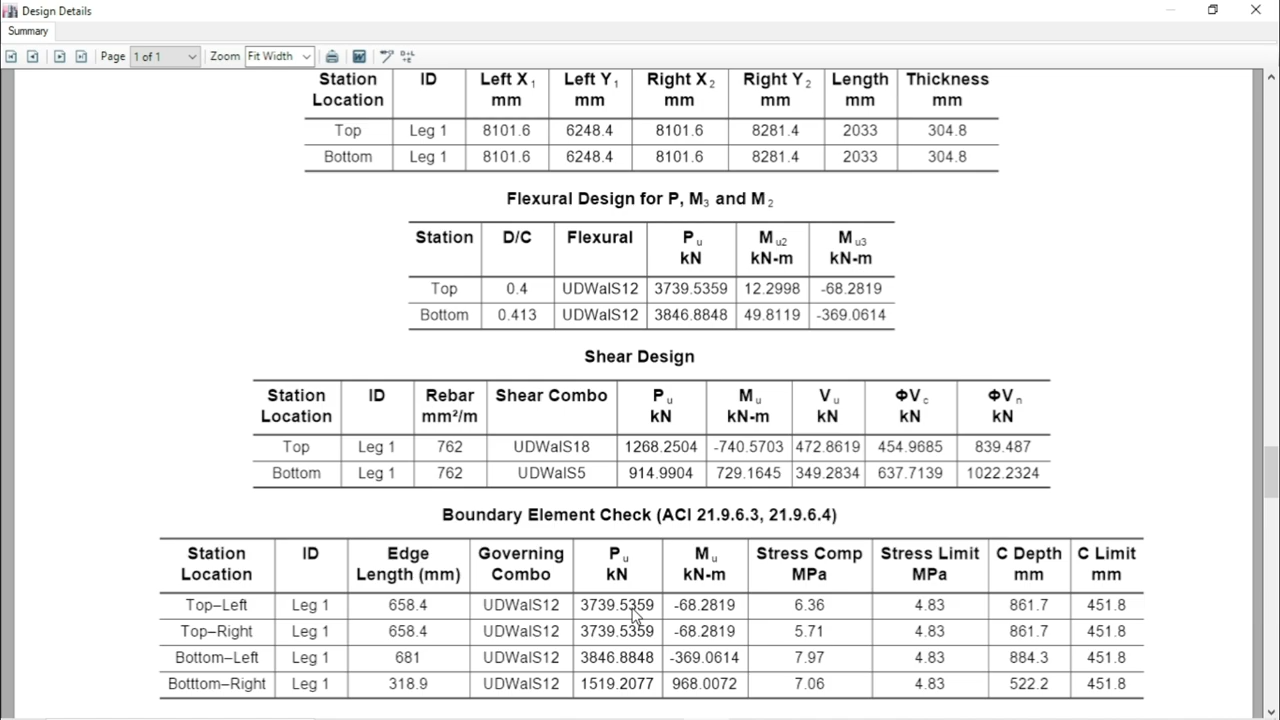 Design Details
Summary
Page 1 of 1 Zoom Fit Width
Station Location ID Left X1 mm Left Y1 mm Right X2 mm Right Y2 mm Length mm Thickness mm
Top Leg 1 8101.6 6248.4 8101.6 8281.4 2033 304.8
Bottom Leg 1 8101.6 6248.4 8101.6 8281.4 2033 304.8
Flexural Design for P, M3 and M2
Station D/C Flexural Pu kN Mu2 kN-m Mu3 kN-m
Top 0.4 UDWalS12 3739.5359 12.2998 -68.2819
Bottom 0.413 UDWalS12 3846.8848 49.8119 -369.0614
Shear Design
Station Location ID Rebar mm²/m Shear Combo Pu kN Mu kN-m Vu kN ΦVc kN ΦVn kN
Top Leg 1 762 UDWalS18 1268.2504 -740.5703 472.8619 454.9685 839.487
Bottom Leg 1 762 UDWalS5 914.9904 729.1645 349.2834 637.7139 1022.2324
Boundary Element Check (ACI 21.9.6.3, 21.9.6.4)
Station Location ID Edge Length (mm) Governing Combo Pu kN Mu kN-m Stress Comp MPa Stress Limit MPa C Depth mm C Limit mm
Top–Left Leg 1 658.4 UDWalS12 3739.5359 -68.2819 6.36 4.83 861.7 451.8
Top–Right Leg 1 658.4 UDWalS12 3739.5359 -68.2819 5.71 4.83 861.7 451.8
Bottom–Left Leg 1 681 UDWalS12 3846.8848 -369.0614 7.97 4.83 884.3 451.8
Botttom–Right Leg 1 318.9 UDWalS12 1519.2077 968.0072 7.06 4.83 522.2 451.8